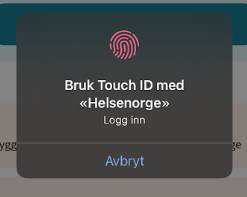 Bruk Touch ID med
«Helsenorge»
Logg inn
Avbryt